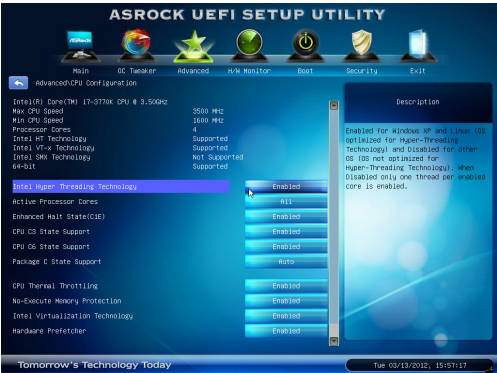 ASROCK UEFI SETUP UTILITY
ASRock
Main OC Tweaker Advanced H/W Monitor Boot Security Exit
Advanced\CPU Configuration
Description
Intel(R) Core(TM) i7-3770K CPU @ 3.50GHz
Max CPU Speed 3500 MHz
Min CPU Speed 1600 MHz
Processor Cores 4
Intel HT Technology Supported
Intel VT-x Technology Supported
Intel SMX Technology Not Supported
64-bit Supported
Enabled for Windows XP and Linux (OS
optimized for Hyper-Threading
Technology) and Disabled for other
OS (OS not optimized for
Hyper-Threading Technology). When
Disabled only one thread per enabled
core is enabled.
Intel Hyper Threading Technology Enabled
Active Processor Cores All
Enhanced Halt State(C1E) Enabled
CPU C3 State Support Enabled
CPU C6 State Support Enabled
Package C State Support Auto
CPU Thermal Throttling Enabled
No-Execute Memory Protection Enabled
Intel Virtualization Technology Enabled
Hardware Prefetcher Enabled
Tomorrow's Technology Today
Tue 03/13/2012, 15:57:17